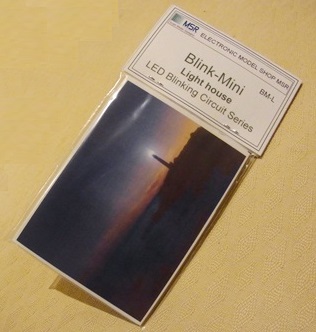 MSR
ELECTRONIC MODEL SHOP MSR
Blink-Mini
BM-L
Light house
LED Blinking Circuit Series